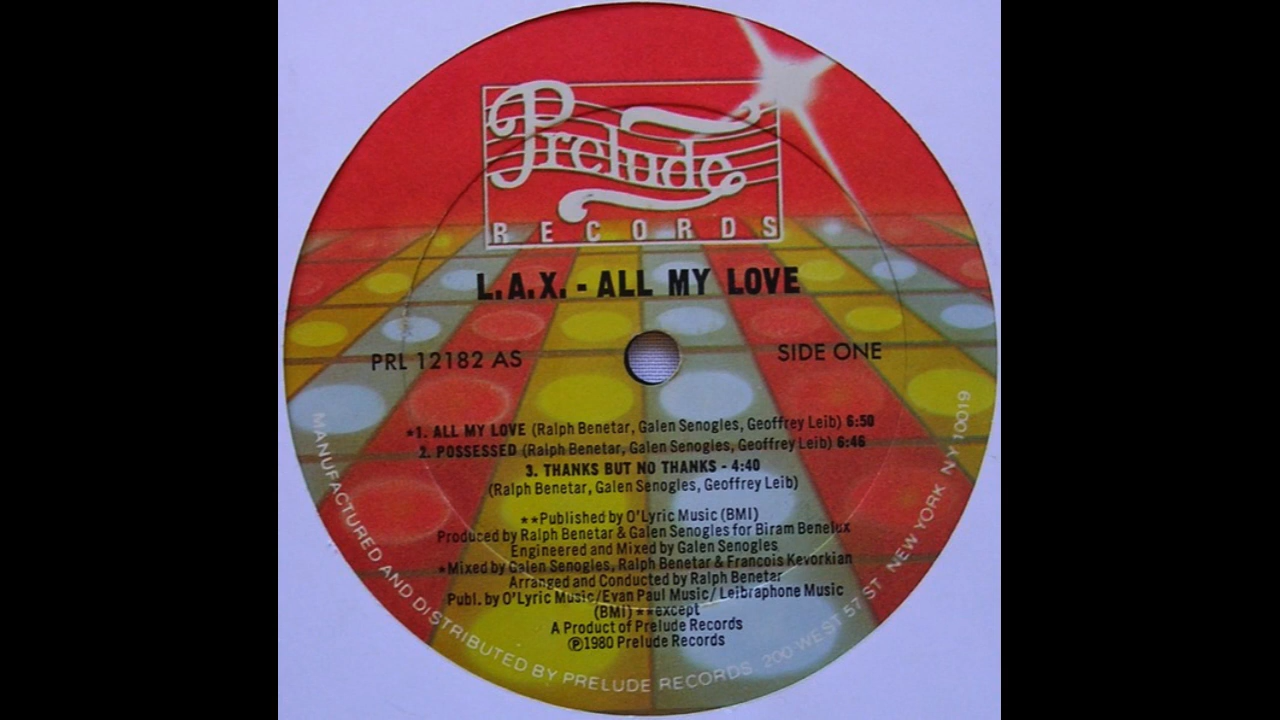 Prelude
RECORDS
L.A.X. - ALL MY LOVE
PRL 12182 AS
SIDE ONE
*1. ALL MY LOVE (Ralph Benetar, Galen Senogles, Geoffrey Leib) 6:50
2. POSSESSED (Ralph Benetar, Galen Senogles, Geoffrey Leib) 6:46
3. THANKS BUT NO THANKS - 4:40
(Ralph Benetar, Galen Senogles, Geoffrey Leib)
**Published by O'Lyric Music (BMI)
Produced by Ralph Benetar & Galen Senogles for Biram Benelux
Engineered and Mixed by Galen Senogles
*Mixed by Galen Senogles, Ralph Benetar & Francois Kevorkian
Arranged and Conducted by Ralph Benetar
Publ. by O'Lyric Music/Evan Paul Music/Leibraphone Music
(BMI) **except
A Product of Prelude Records
℗1980 Prelude Records
MANUFACTURED AND DISTRIBUTED BY PRELUDE RECORDS 200 WEST 57 ST NEW YORK NY 10019